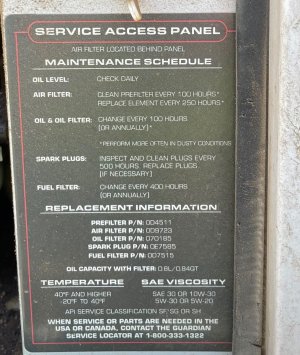 SERVICE ACCESS PANEL
AIR FILTER LOCATED BEHIND PANEL
MAINTENANCE SCHEDULE
OIL LEVEL: CHECK DAILY
AIR FILTER: CLEAN PREFILTER EVERY 100 HOURS*
REPLACE ELEMENT EVERY 250 HOURS*
OIL & OIL FILTER: CHANGE EVERY 100 HOURS
(OR ANNUALLY)*
*PERFORM MORE OFTEN IN DUSTY CONDITIONS
SPARK PLUGS: INSPECT AND CLEAN PLUGS EVERY
500 HOURS. REPLACE PLUGS.
(IF NECESSARY)
FUEL FILTER: CHANGE EVERY 400 HOURS
(OR ANNUALLY)
REPLACEMENT INFORMATION
PREFILTER P/N: 0D4511
AIR FILTER P/N: 0D9723
OIL FILTER P/N: 070185
SPARK PLUG P/N: 0E7585
FUEL FILTER P/N: 0D7515
OIL CAPACITY WITH FILTER: 0.8L/0.84QT
TEMPERATURE SAE VISCOSITY
40°F AND HIGHER SAE 30 OR 10W-30
-20°F TO 40°F 5W-30 OR 5W-20
API SERVICE CLASSIFICATION SF, SG OR SH
WHEN SERVICE OR PARTS ARE NEEDED IN THE
USA OR CANADA, CONTACT THE GUARDIAN
SERVICE LOCATOR AT 1-800-333-1322